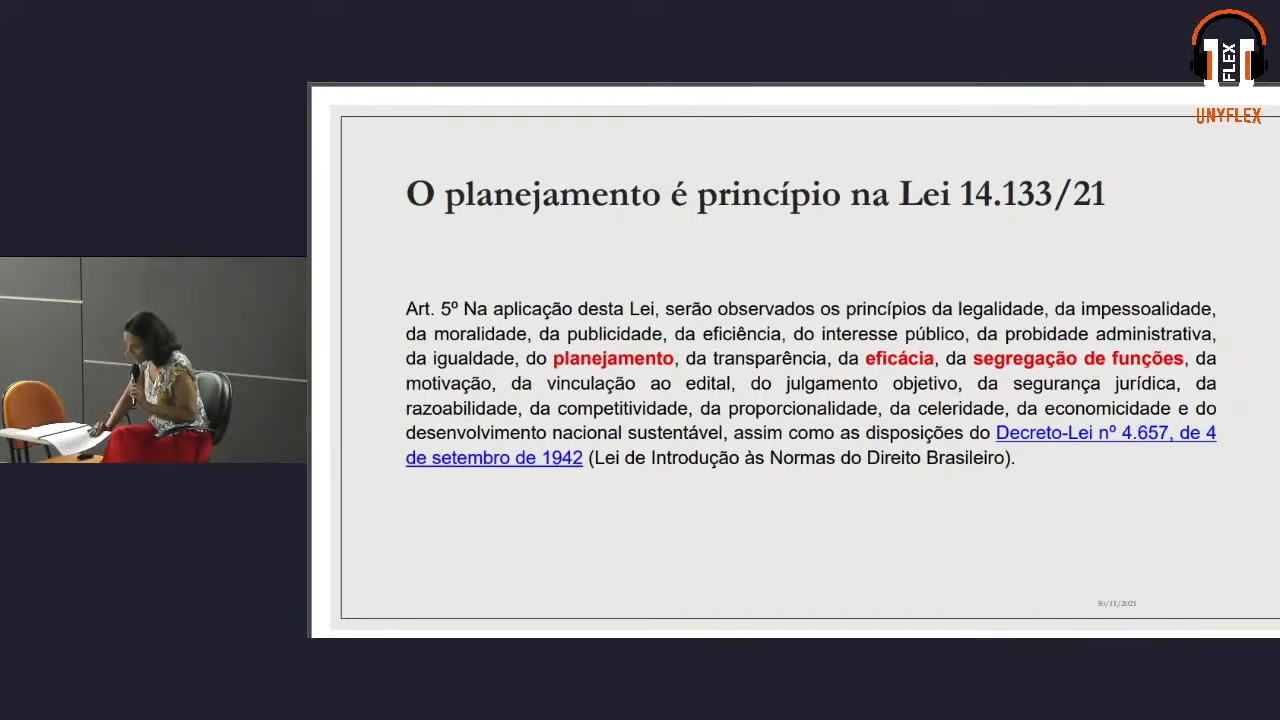 FLEX
UNYFLEX
O planejamento é princípio na Lei 14.133/21
Art. 5º Na aplicação desta Lei, serão observados os princípios da legalidade, da impessoalidade,
da moralidade, da publicidade, da eficiência, do interesse público, da probidade administrativa,
da igualdade, do planejamento, da transparência, da eficácia, da segregação de funções, da
motivação, da vinculação ao edital, do julgamento objetivo, da segurança jurídica, da
razoabilidade, da competitividade, da proporcionalidade, da celeridade, da economicidade e do
desenvolvimento nacional sustentável, assim como as disposições do Decreto-Lei nº 4.657, de 4
de setembro de 1942 (Lei de Introdução às Normas do Direito Brasileiro).
30/11/2021